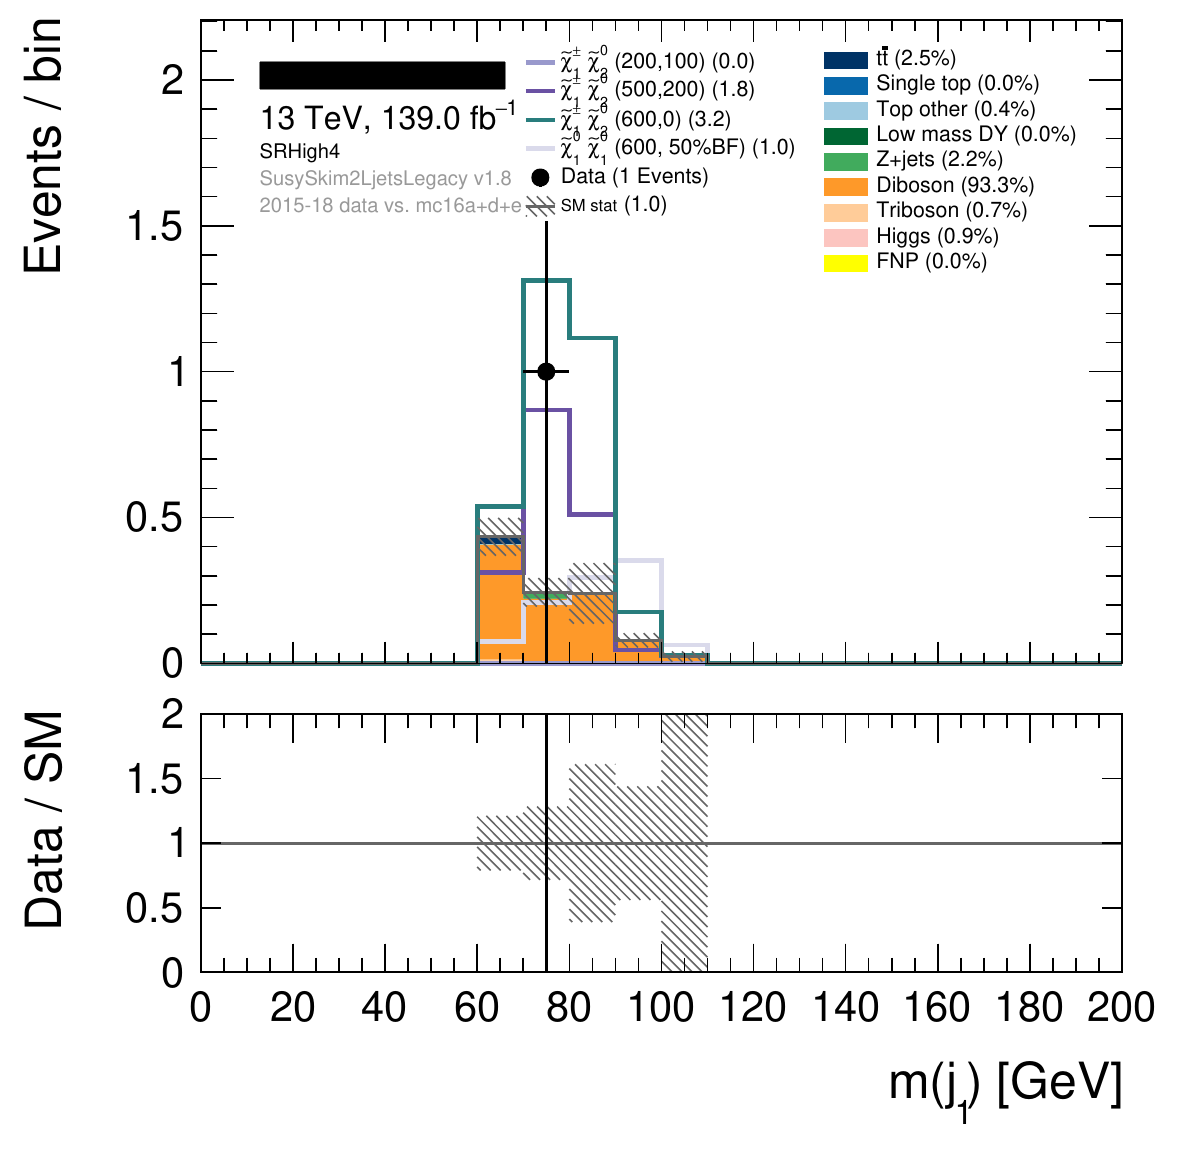 Events / bin
2
1.5
1
0.5
0
13 TeV, 139.0 fb⁻¹
SRHigh4
SusySkim2LjetsLegacy v1.8
2015-18 data vs. mc16a+d+e
χ̃₁± χ̃₂⁰ (200,100) (0.0)
χ̃₁± χ̃₂⁰ (500,200) (1.8)
χ̃₁± χ̃₂⁰ (600,0) (3.2)
χ̃₁⁰ χ̃₁⁰ (600, 50%BF) (1.0)
Data (1 Events)
SM stat (1.0)
tt̄ (2.5%)
Single top (0.0%)
Top other (0.4%)
Low mass DY (0.0%)
Z+jets (2.2%)
Diboson (93.3%)
Triboson (0.7%)
Higgs (0.9%)
FNP (0.0%)
Data / SM
2
1.5
1
0.5
0
0 20 40 60 80 100 120 140 160 180 200
m(j₁) [GeV]